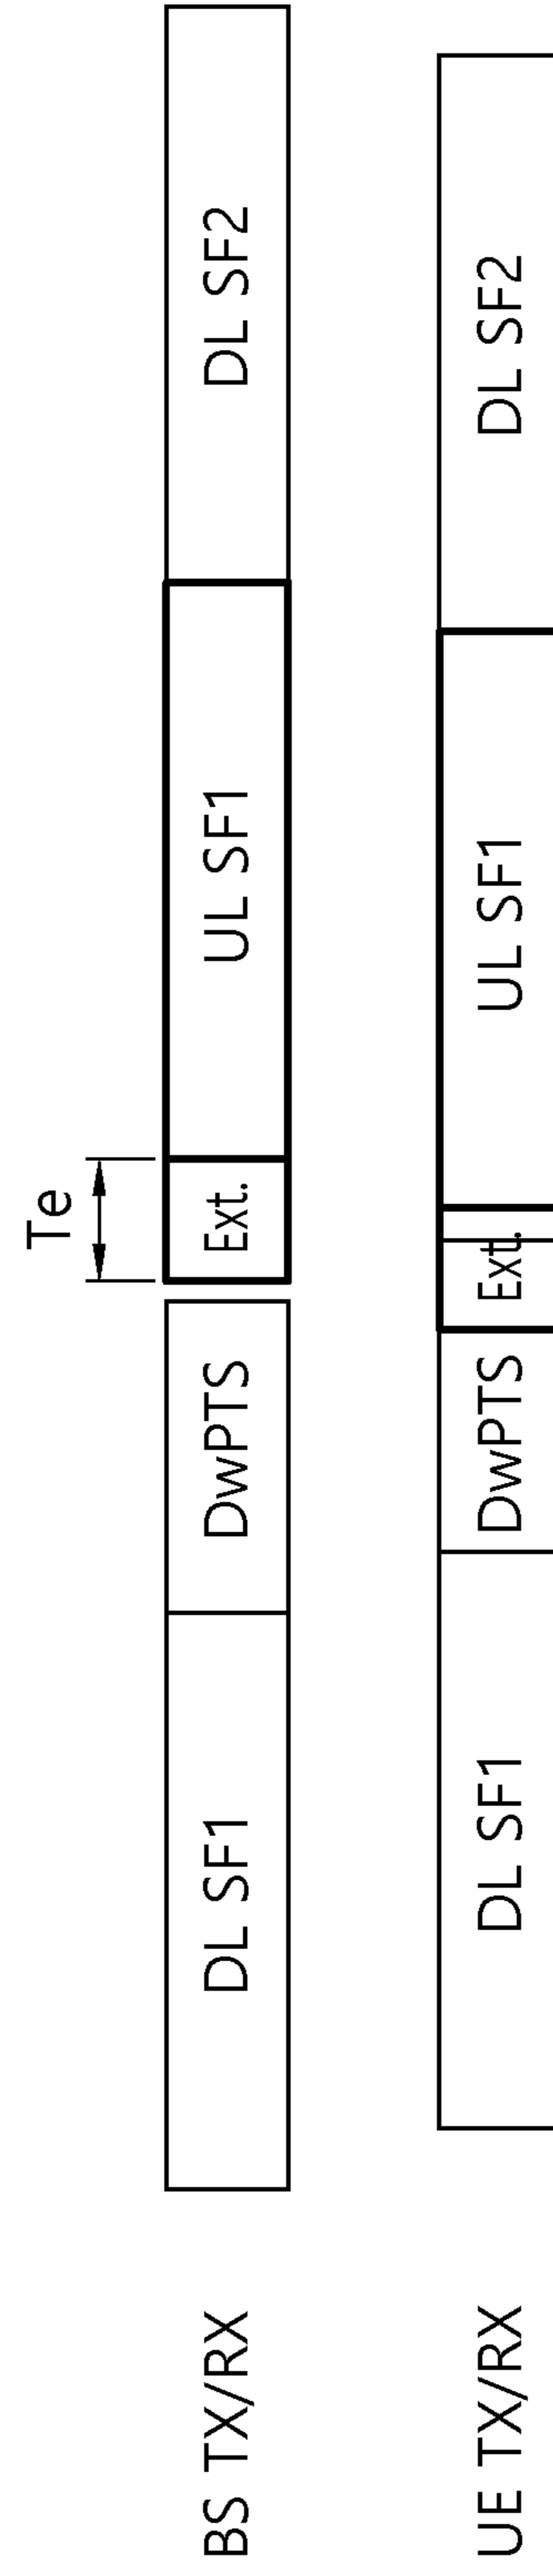 Te
BS TX/RX
DL SF1
DwPTS
Ext.
UL SF1
DL SF2
UE TX/RX
DL SF1
DwPTS
Ext.
UL SF1
DL SF2